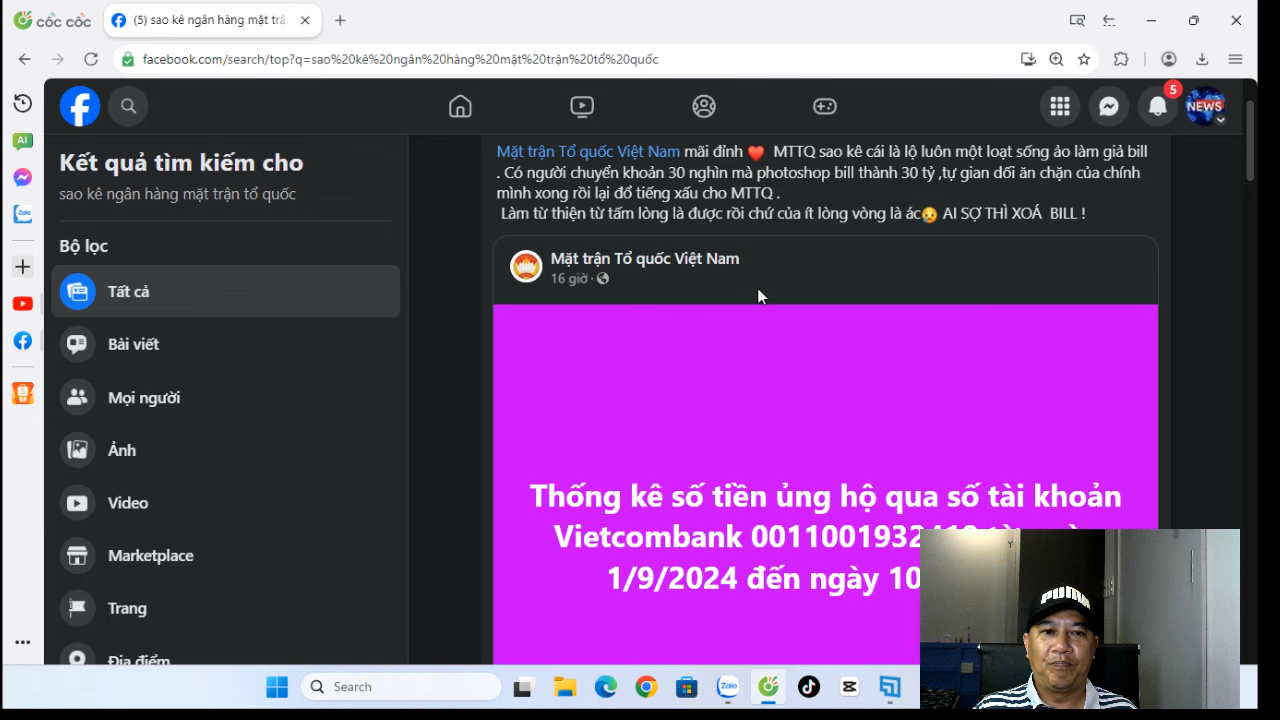 cốc cốc
(5) sao kê ngân hàng mặt trậ
facebook.com/search/top?q=sao%20kê%20ngân%20hàng%20mặt%20trận%20tổ%20quốc
5
NEWS
AI
Zalo
Kết quả tìm kiếm cho
sao kê ngân hàng mặt trận tổ quốc
Bộ lọc
Tất cả
Bài viết
Mọi người
Ảnh
Video
Marketplace
Trang
Địa điểm
Mặt trận Tổ quốc Việt Nam mãi đỉnh ❤️ MTTQ sao kê cái là lộ luôn một loạt sống ảo làm giả bill
. Có người chuyển khoản 30 nghìn mà photoshop bill thành 30 tỷ ,tự gian dối ăn chặn của chính
mình xong rồi lại đổ tiếng xấu cho MTTQ .
Làm từ thiện từ tấm lòng là được rồi chứ của ít lòng vòng là ác😥 AI SỢ THÌ XOÁ BILL !
Mặt trận Tổ quốc Việt Nam
16 giờ ·
Thống kê số tiền ủng hộ qua số tài khoản
Vietcombank 0011001932
1/9/2024 đến ngày 10
Search
Zalo